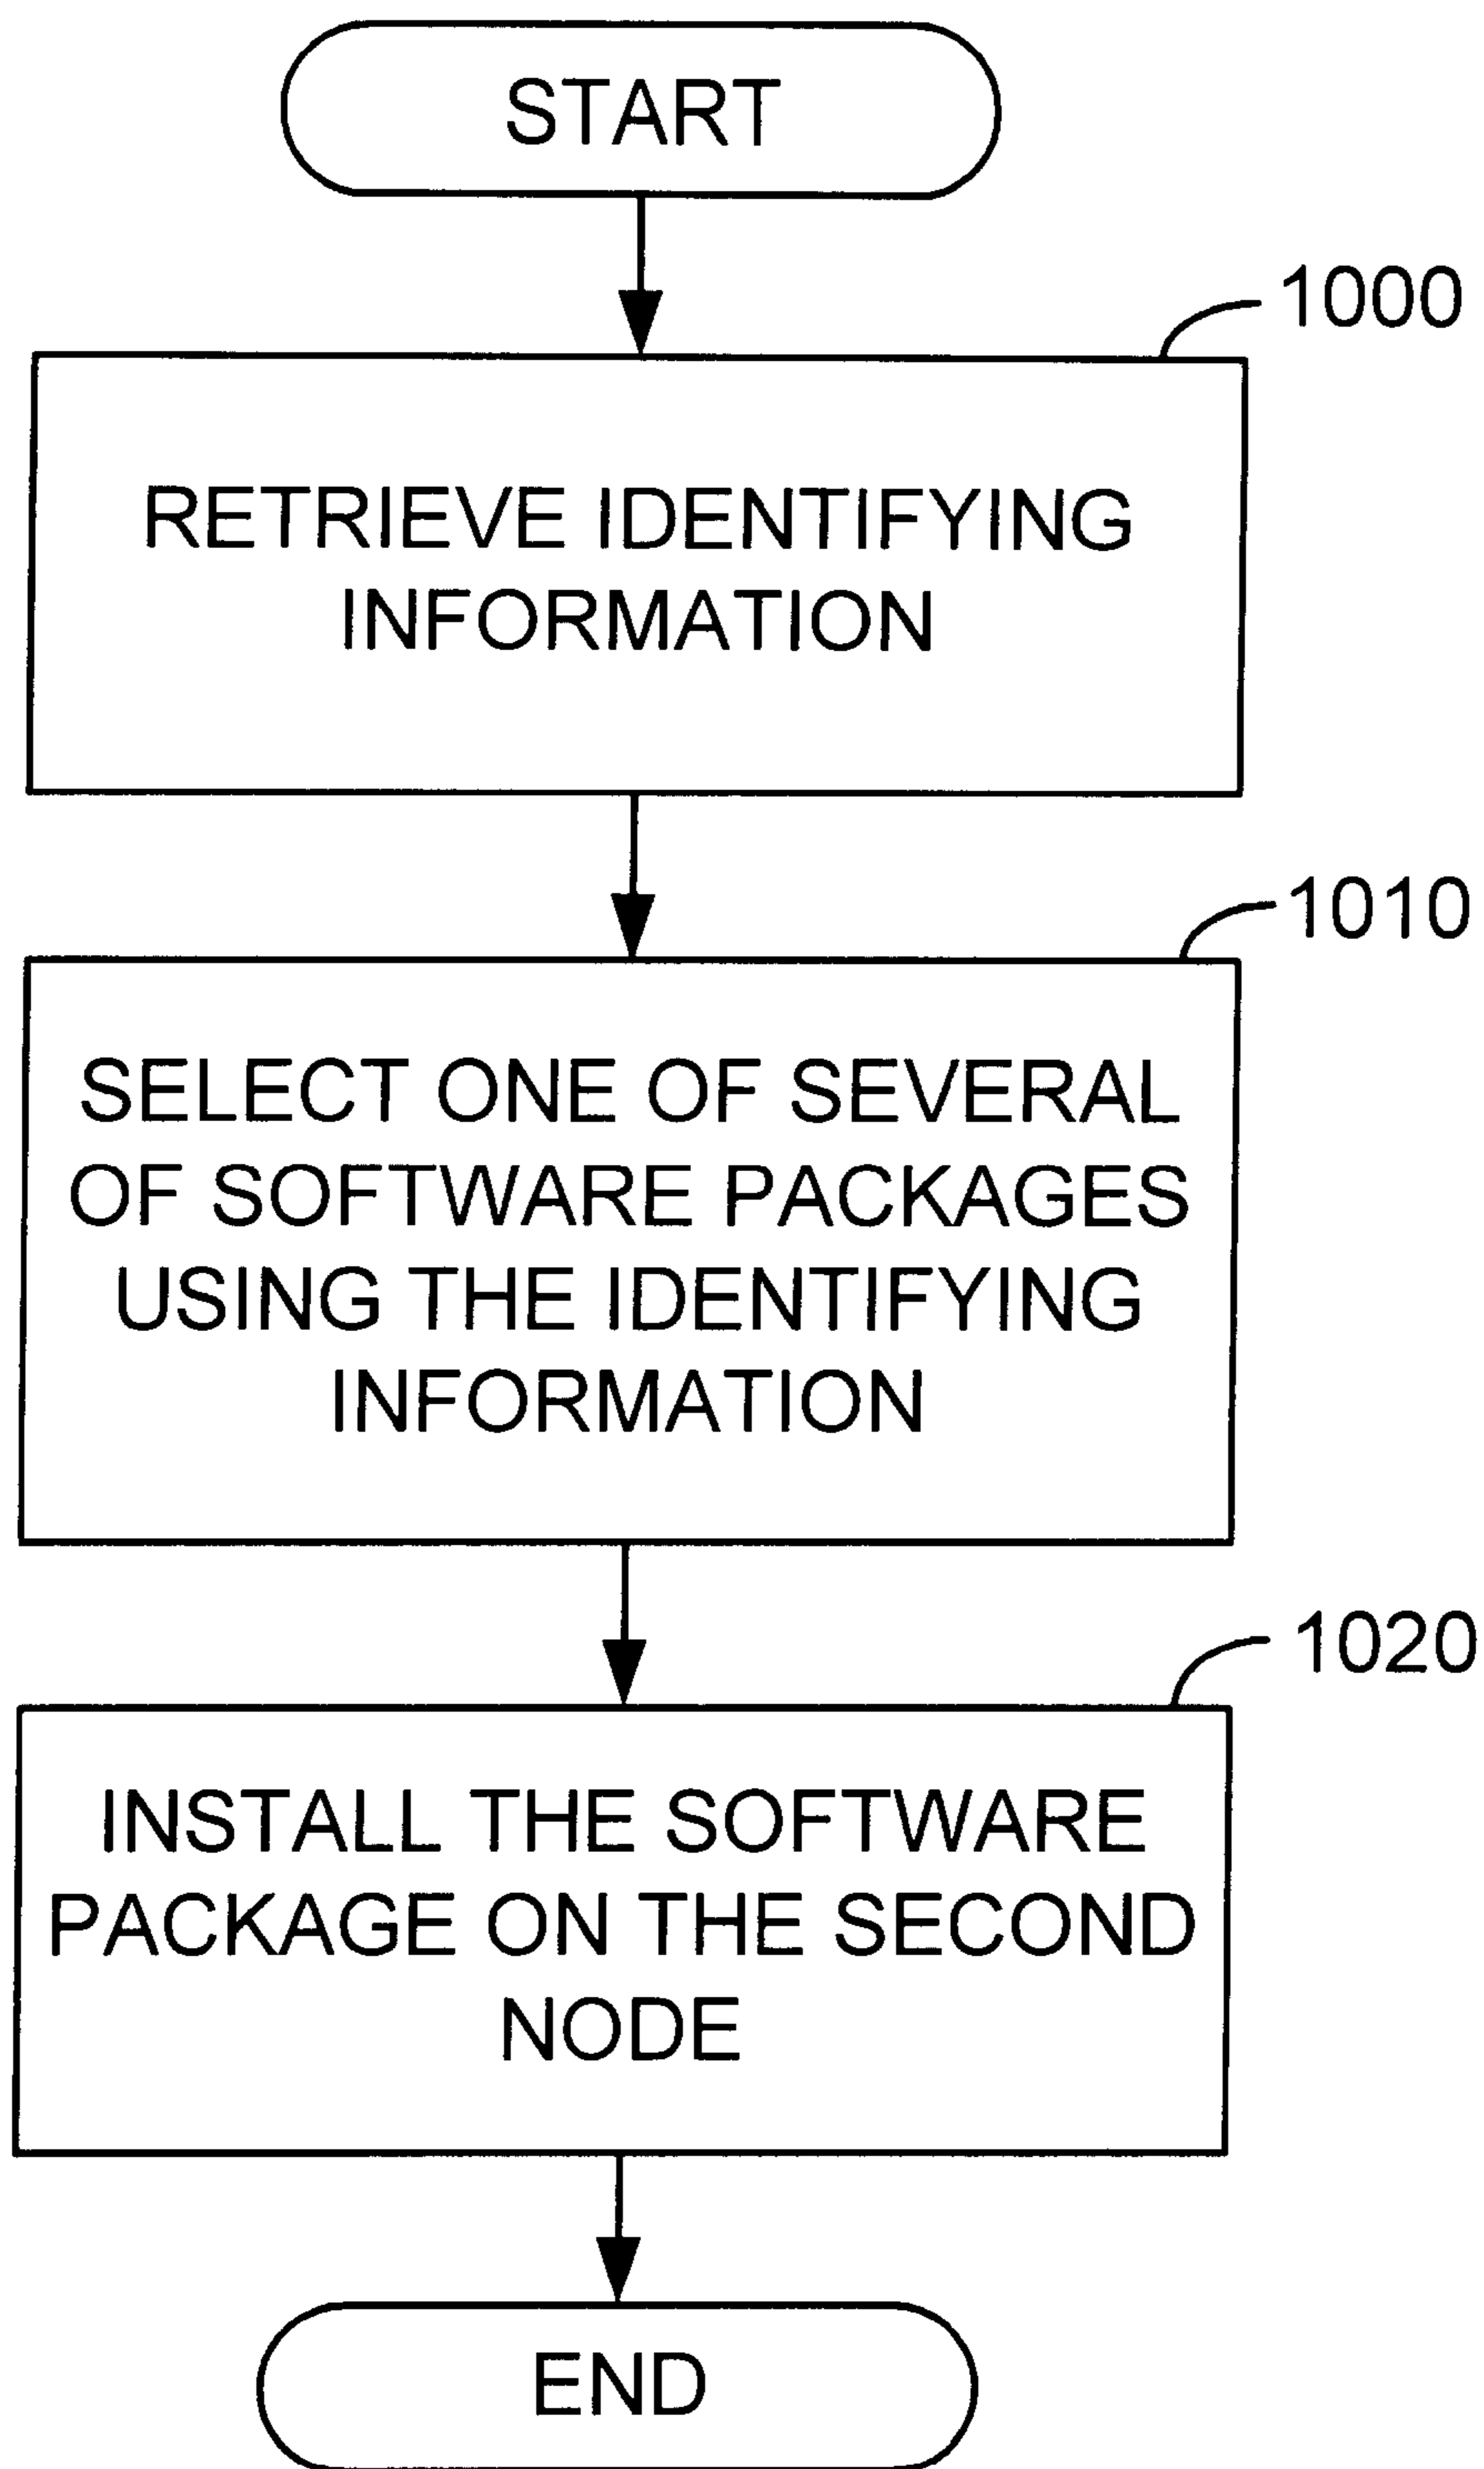 START
1000
RETRIEVE IDENTIFYING
INFORMATION
1010
SELECT ONE OF SEVERAL
OF SOFTWARE PACKAGES
USING THE IDENTIFYING
INFORMATION
1020
INSTALL THE SOFTWARE
PACKAGE ON THE SECOND
NODE
END